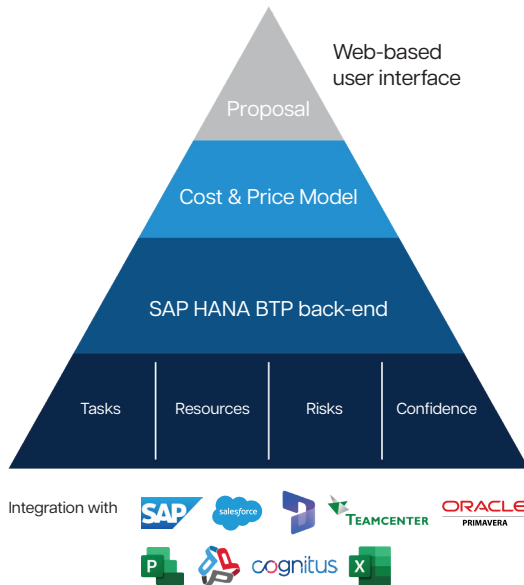 Web-based
user interface
Proposal
Cost & Price Model
SAP HANA BTP back-end
Tasks
Resources
Risks
Confidence
Integration with
SAP
salesforce
TEAMCENTER
ORACLE
PRIMAVERA
P
cognitus
X